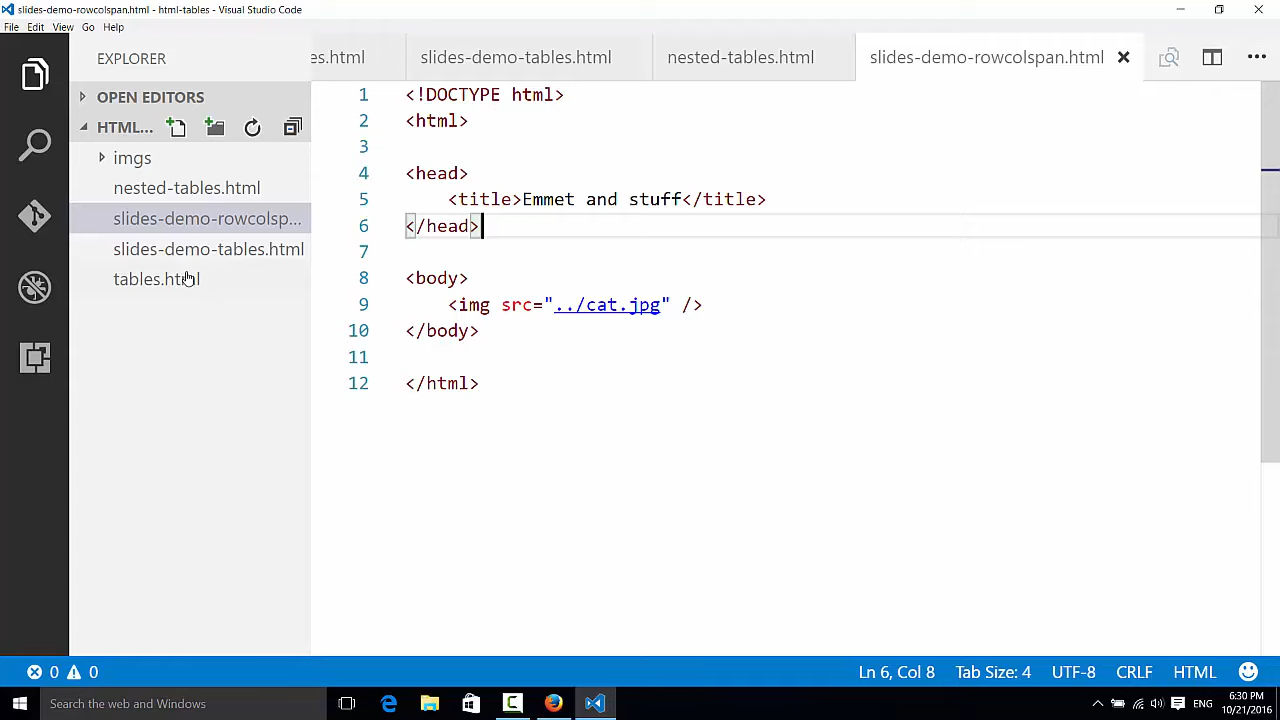 slides-demo-rowcolspan.html - html-tables - Visual Studio Code
File Edit View Go Help
EXPLORER
OPEN EDITORS
HTML...
imgs
nested-tables.html
slides-demo-rowcolsp...
slides-demo-tables.html
tables.html
es.html slides-demo-tables.html nested-tables.html slides-demo-rowcolspan.html
1 <!DOCTYPE html>
2 <html>
3
4 <head>
5 <title>Emmet and stuff</title>
6 </head>
7
8 <body>
9 <img src="../cat.jpg" />
10 </body>
11
12 </html>
0 0 Ln 6, Col 8 Tab Size: 4 UTF-8 CRLF HTML
Search the web and Windows
ENG
6:30 PM
10/21/2016